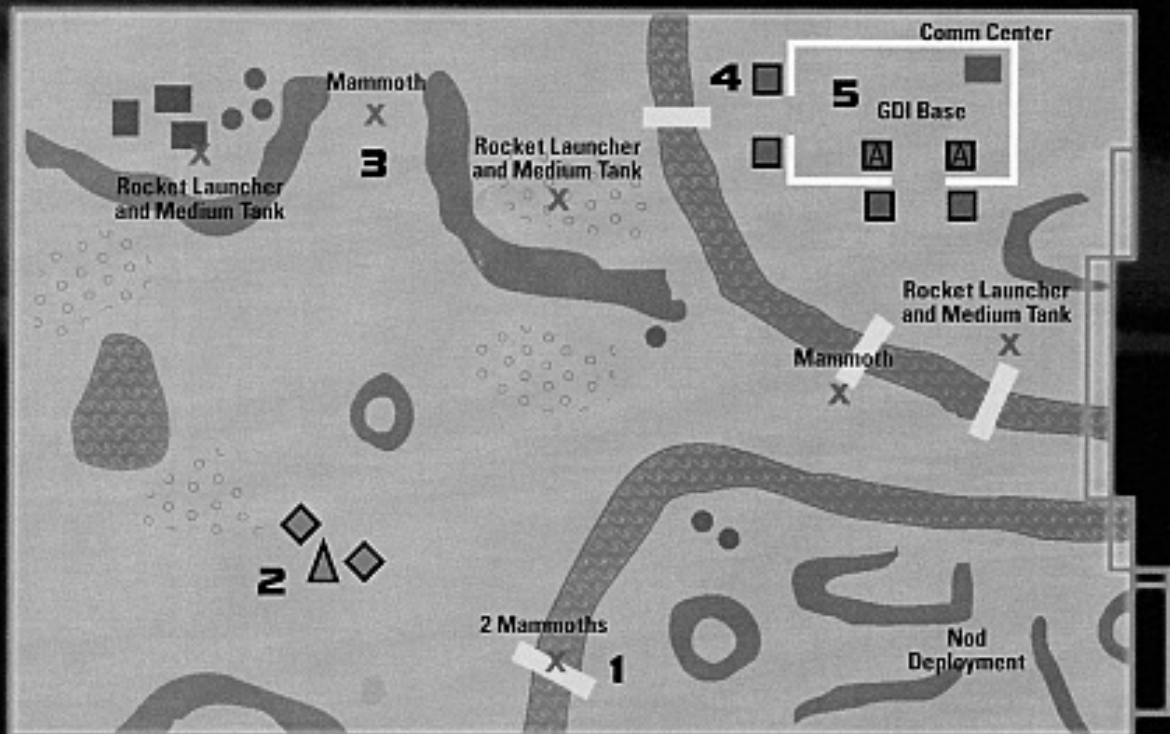 Comm Center
4
5
GDI Base
A A
Mammoth
3
Rocket Launcher
and Medium Tank
Rocket Launcher
and Medium Tank
Rocket Launcher
and Medium Tank
Mammoth
2
2 Mammoths
1
Nod
Deployment